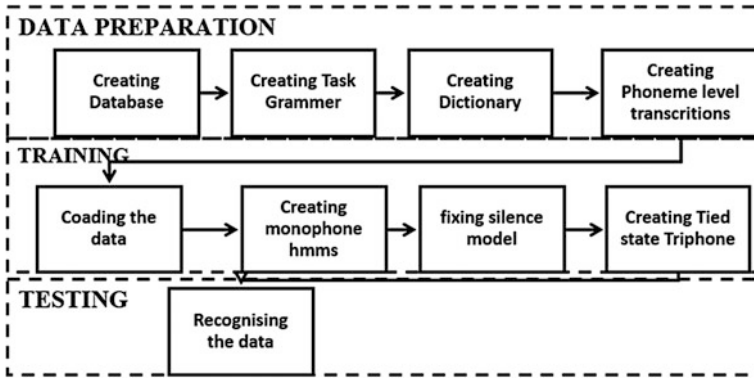 DATA PREPARATION
Creating
Database
Creating Task
Grammer
Creating
Dictionary
Creating
Phoneme level
transcritions
TRAINING
Coading the
data
Creating
monophone
hmms
fixing silence
model
Creating Tied
state Triphone
TESTING
Recognising
the data